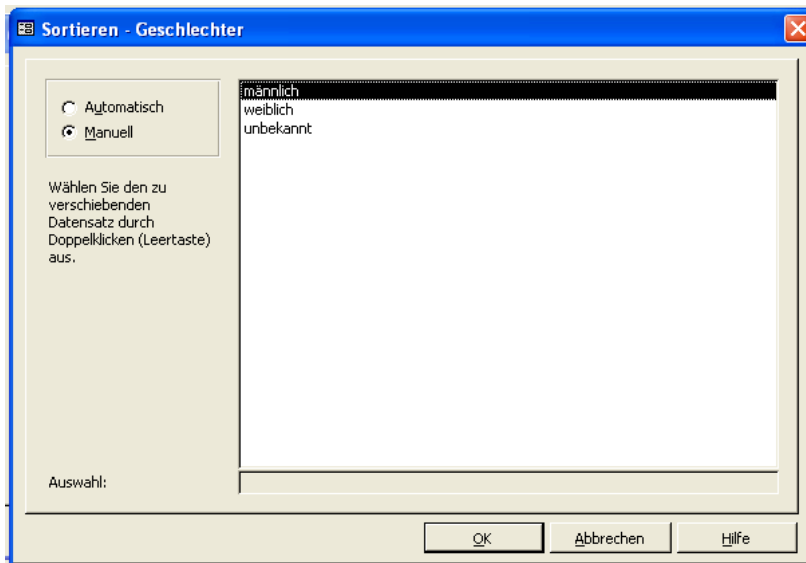 Sortieren - Geschlechter
Automatisch
Manuell
Wählen Sie den zu
verschiebenden
Datensatz durch
Doppelklicken (Leertaste)
aus.
männlich
weiblich
unbekannt
Auswahl:
OK Abbrechen Hilfe